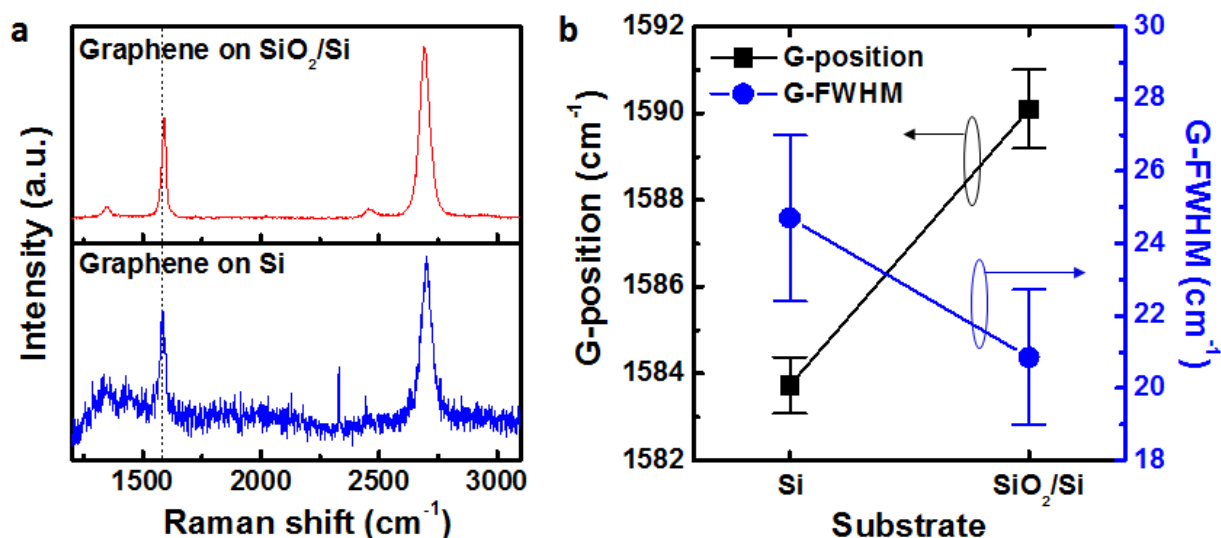 a
Graphene on SiO₂/Si
Graphene on Si
Intensity (a.u.)
1500 2000 2500 3000
Raman shift (cm⁻¹)
b
G-position
G-FWHM
G-position (cm⁻¹)
1592
1590
1588
1586
1584
1582
30
28
26
24
22
20
18
G-FWHM (cm⁻¹)
Si SiO₂/Si
Substrate